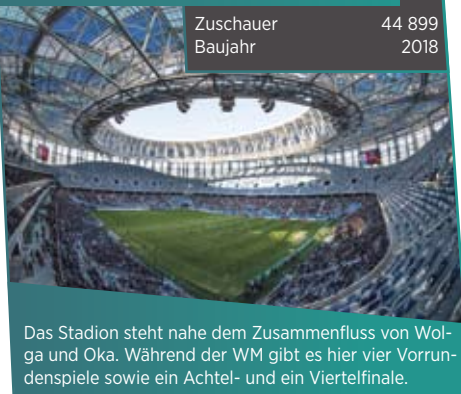 Zuschauer 44 899
Baujahr 2018
Das Stadion steht nahe dem Zusammenfluss von Wol-
ga und Oka. Während der WM gibt es hier vier Vorrun-
denspiele sowie ein Achtel- und ein Viertelfinale.